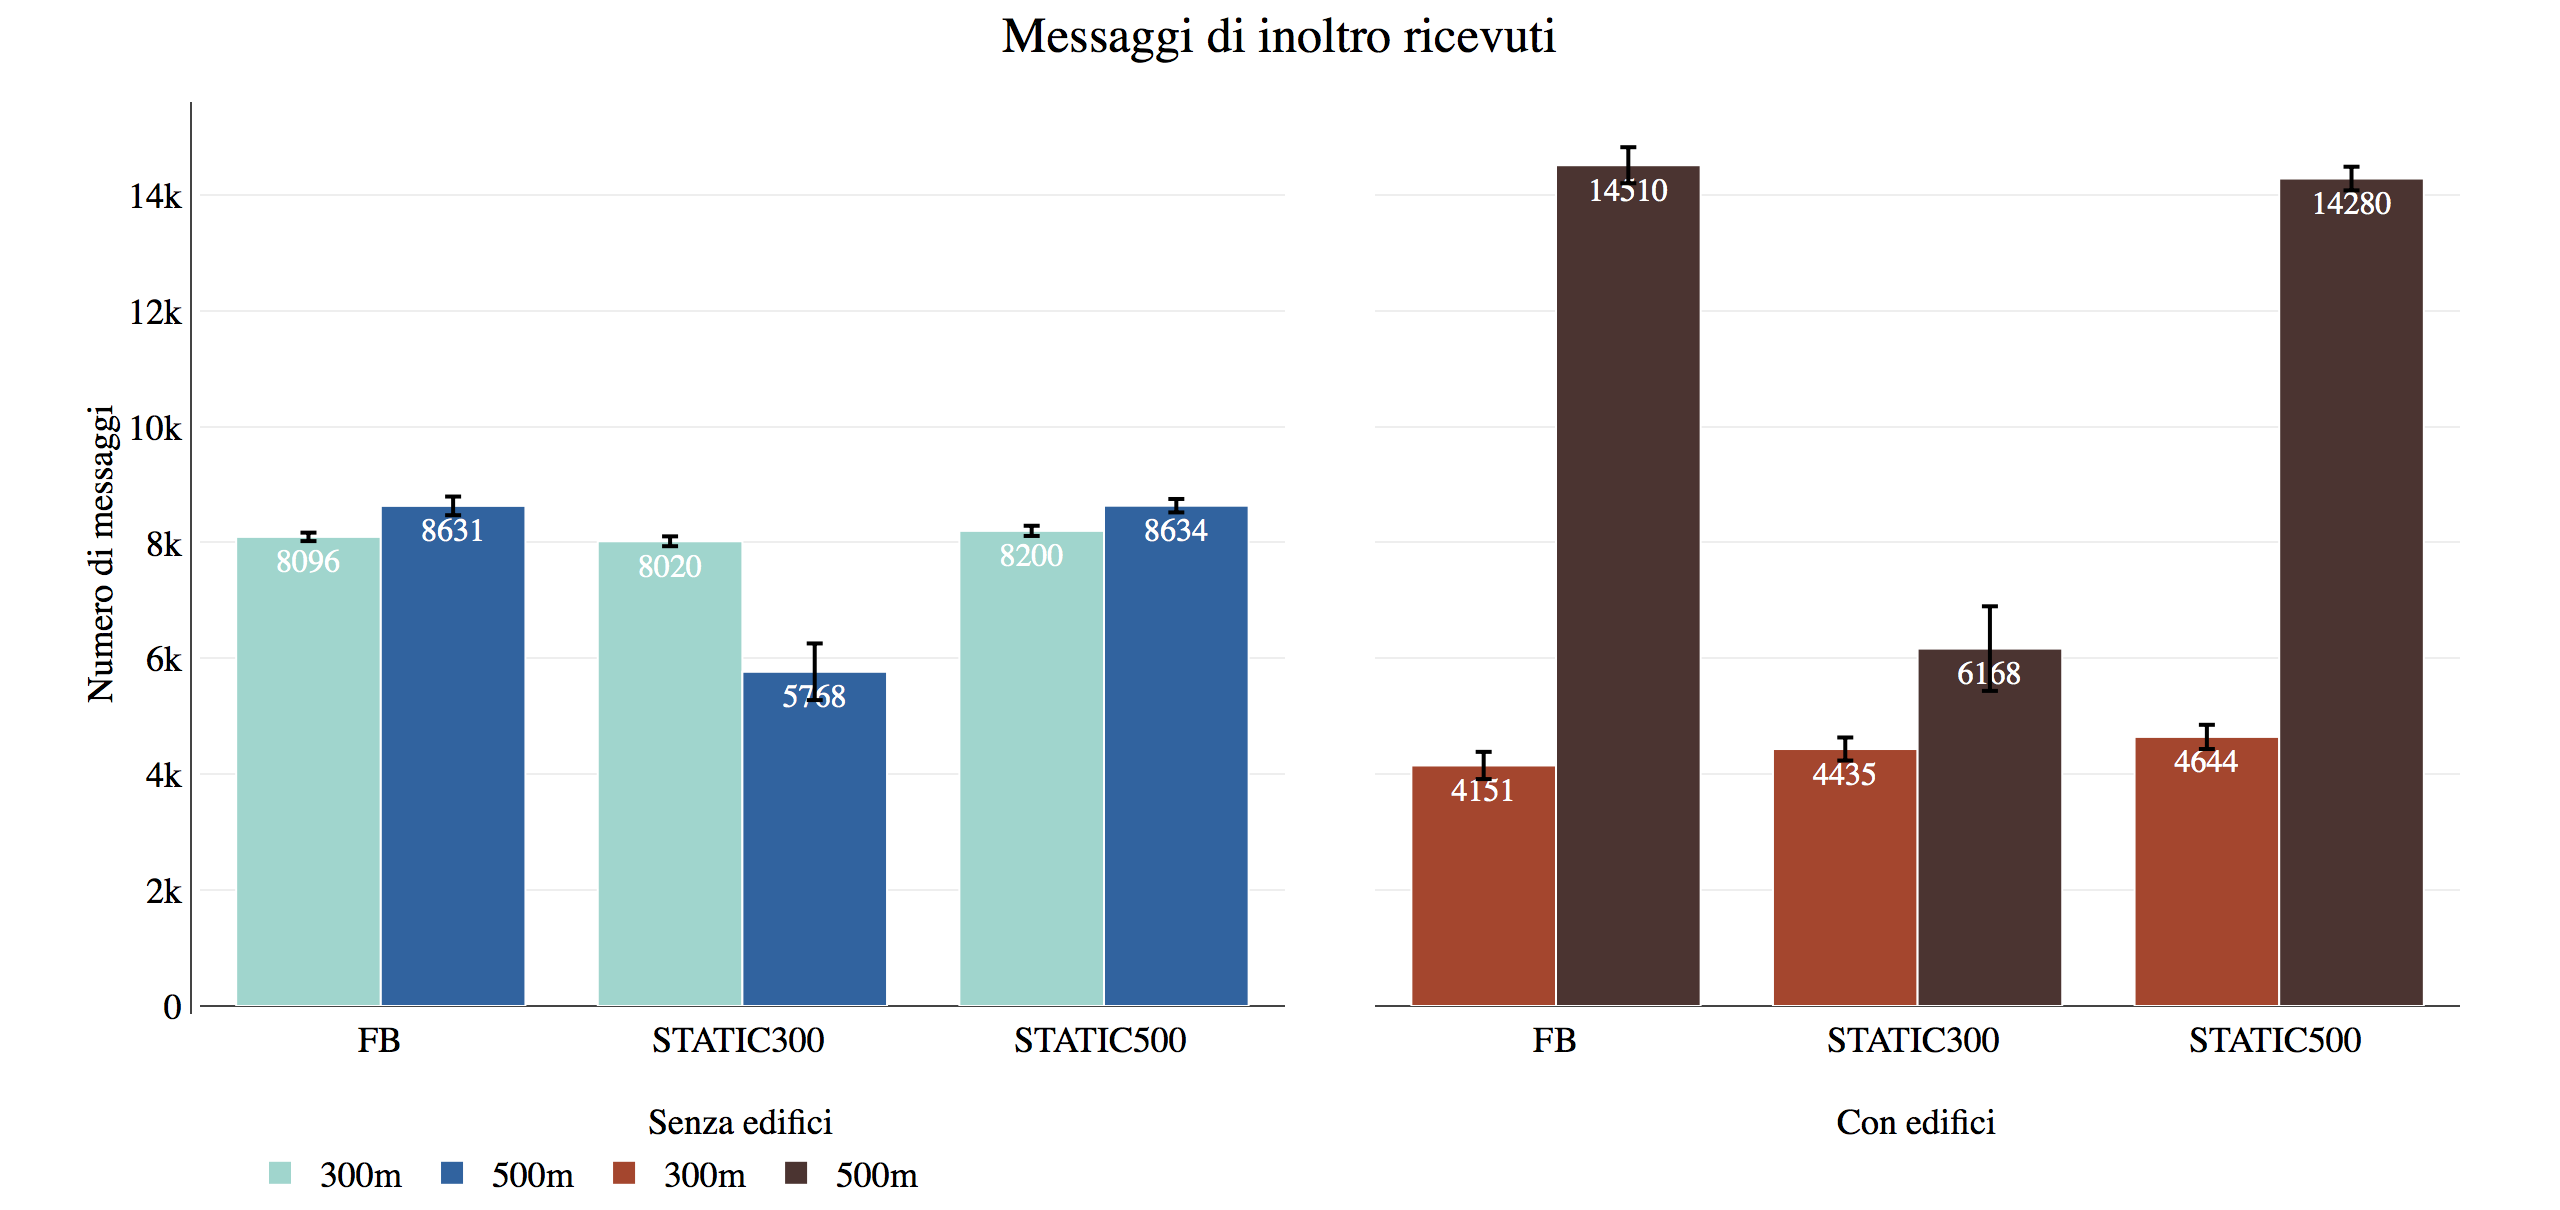 Messaggi di inoltro ricevuti
Numero di messaggi
14k
12k
10k
8k
6k
4k
2k
0
8096
8631
8020
5768
8200
8634
14510
4151
4435
6168
4644
14280
FB STATIC300 STATIC500
FB STATIC300 STATIC500
Senza edifici
Con edifici
300m 500m 300m 500m